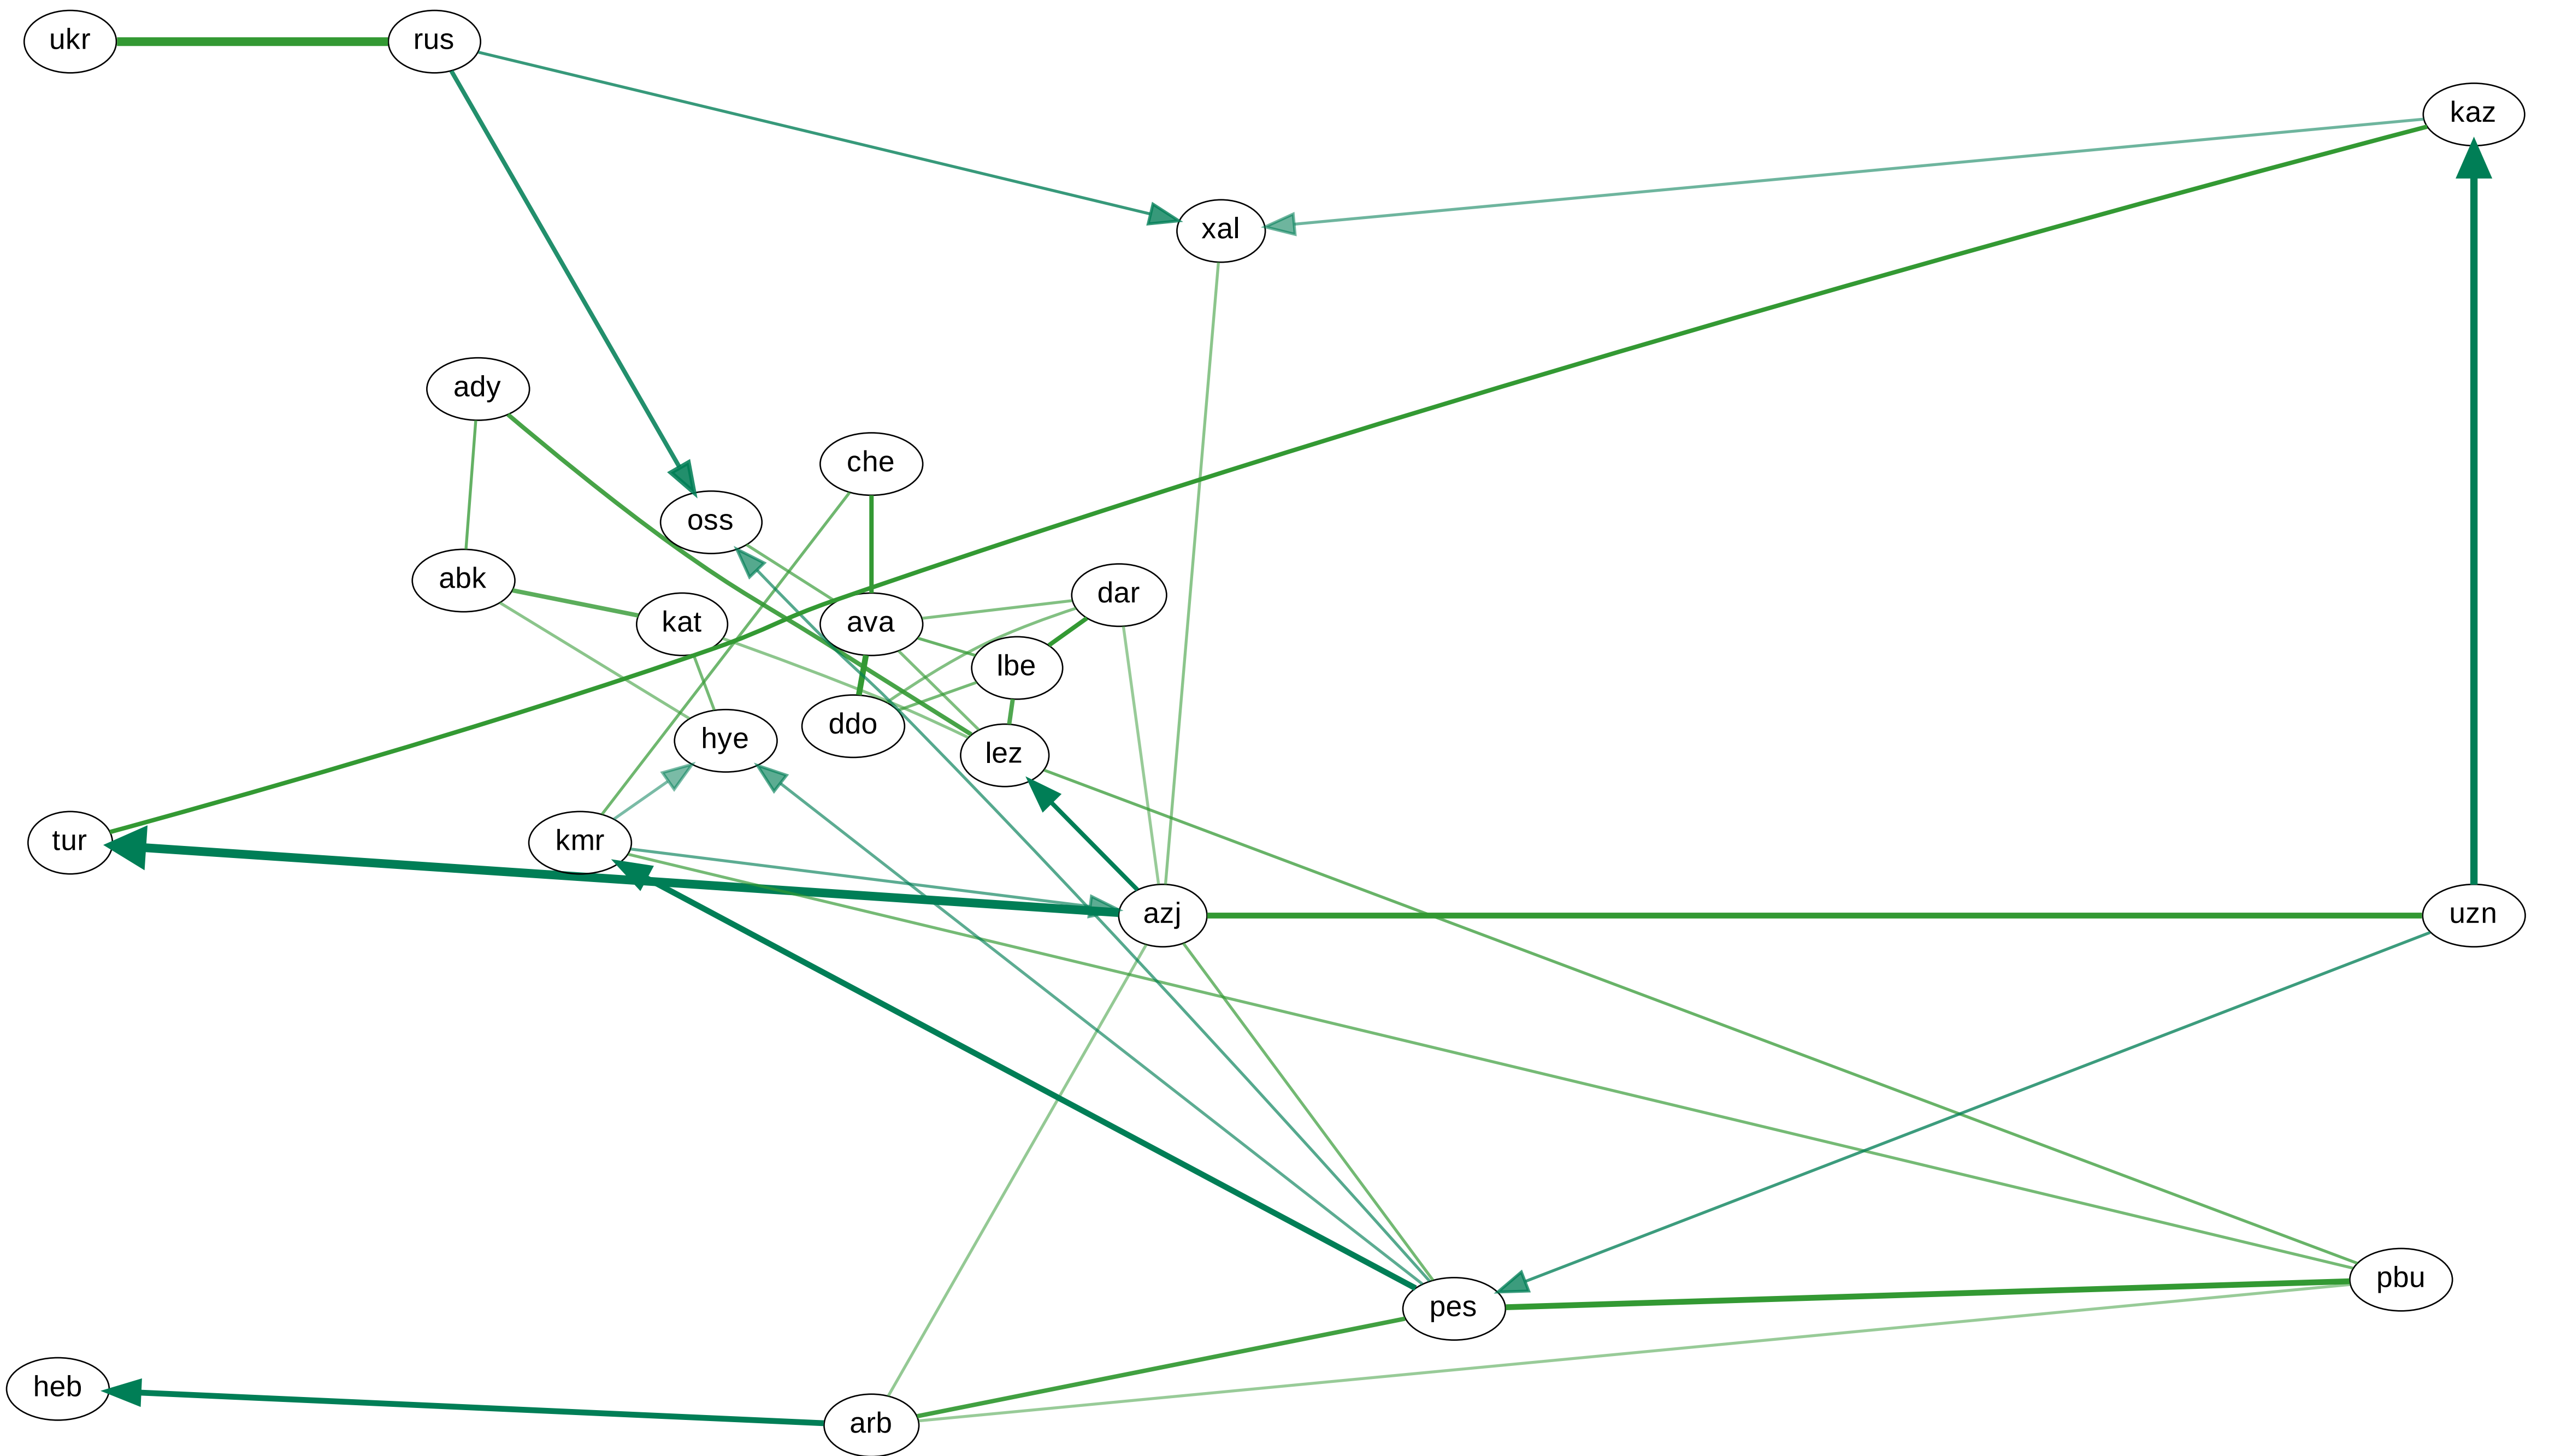 ukr
rus
kaz
xal
ady
che
oss
abk
dar
kat
ava
lbe
ddo
hye
lez
tur
kmr
azj
uzn
pbu
pes
heb
arb